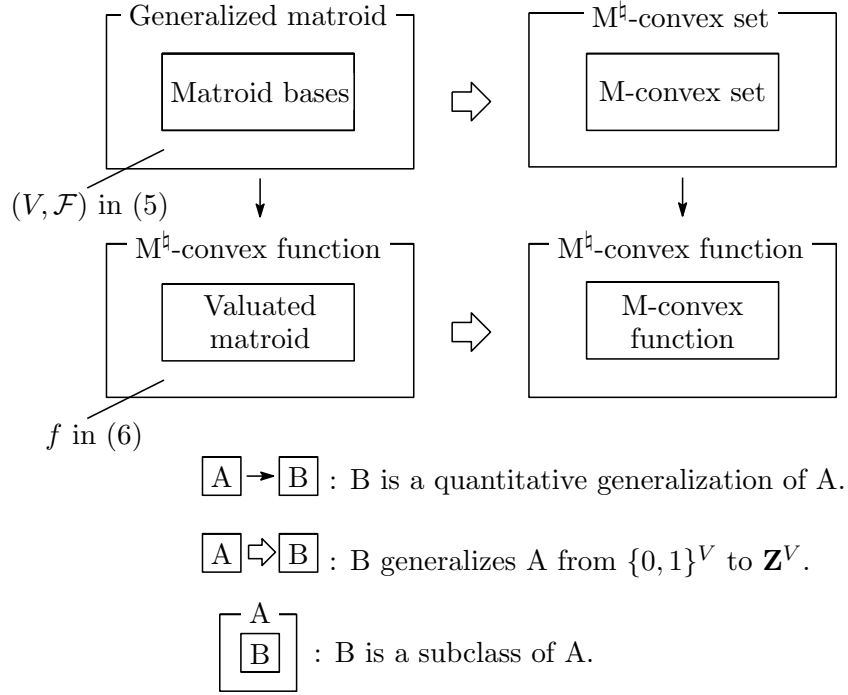 Generalized matroid
M♮-convex set
Matroid bases
M-convex set
(V, F) in (5)
M♮-convex function
M♮-convex function
Valuated
matroid
M-convex
function
f in (6)
A → B : B is a quantitative generalization of A.
A ⇨ B : B generalizes A from {0, 1}^V to Z^V.
A
B : B is a subclass of A.